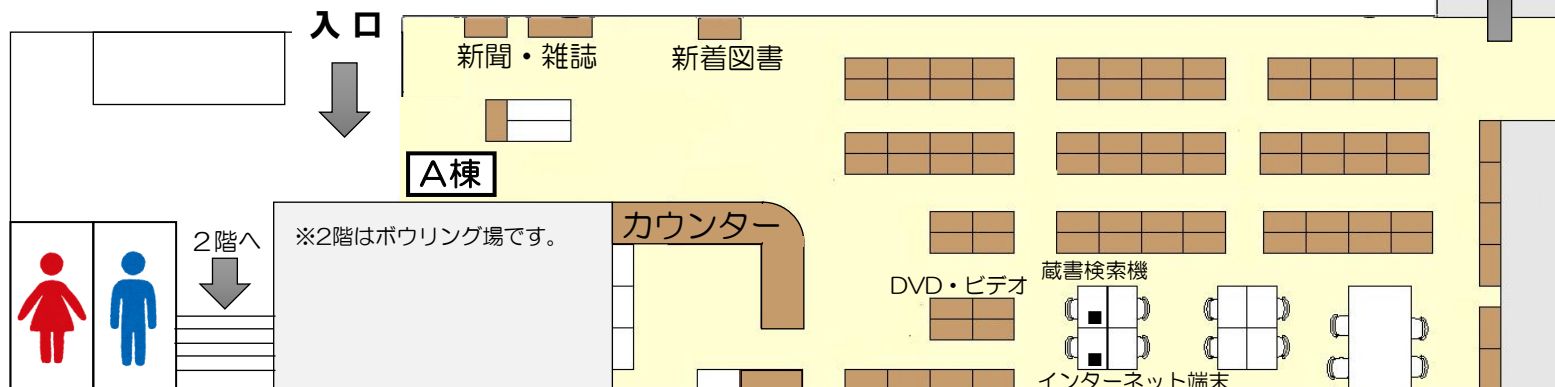 入口
新聞・雑誌
新着図書
A棟
カウンター
2階へ
※2階はボウリング場です。
DVD・ビデオ
蔵書検索機
インターネット端末